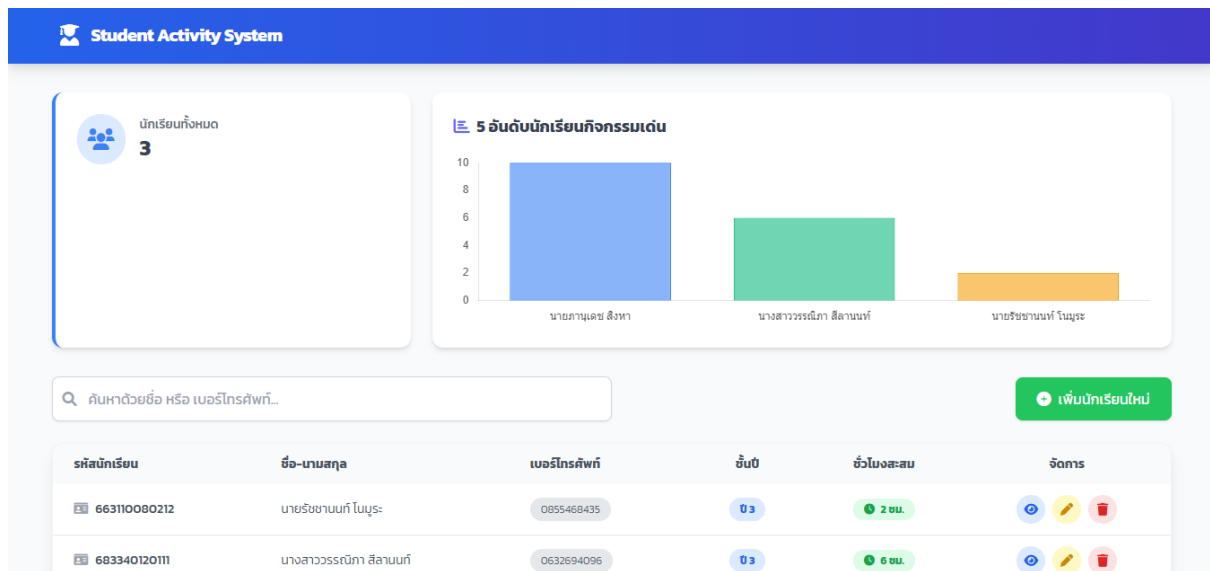 Student Activity System
นักเรียนทั้งหมด
3
5 อันดับนักเรียนกิจกรรมเด่น
10
8
6
4
2
0
นายภานุเดช สิงหา นางสาววรรณิภา สีลานนท์ นายรัชชานนท์ โนมูระ
ค้นหาด้วยชื่อ หรือ เบอร์โทรศัพท์...
เพิ่มนักเรียนใหม่
รหัสนักเรียน ชื่อ-นามสกุล เบอร์โทรศัพท์ ชั้นปี ชั่วโมงสะสม จัดการ
663110080212 นายรัชชานนท์ โนมูระ 0855468435 ปี 3 2 ชม.
683340120111 นางสาววรรณิภา สีลานนท์ 0632694096 ปี 3 6 ชม.